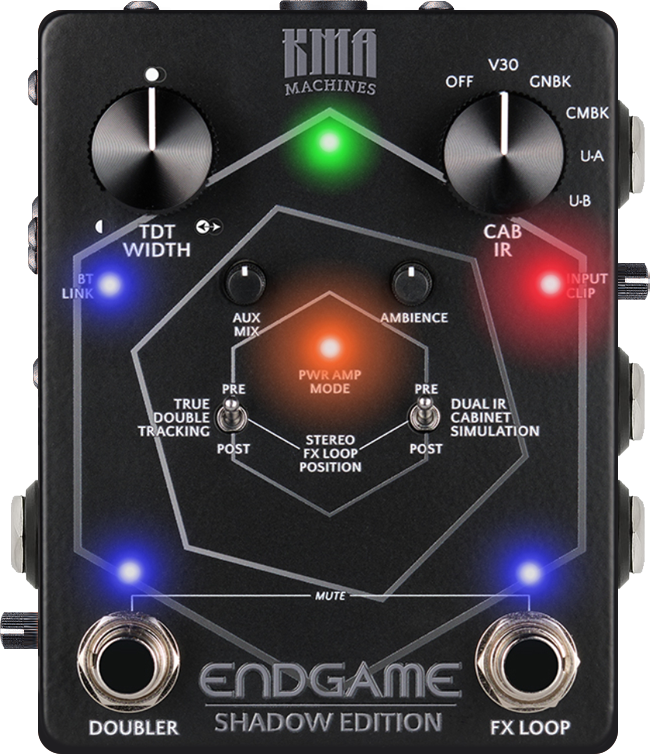 KMA
MACHINES
OFF
V30
GNBK
CMBK
U·A
U·B
TDT
WIDTH
CAB
IR
BT
LINK
INPUT
CLIP
AUX
MIX
AMBIENCE
PWR AMP
MODE
PRE
PRE
TRUE
DOUBLE
TRACKING
DUAL IR
CABINET
SIMULATION
POST
POST
STEREO
FX LOOP
POSITION
MUTE
ENDGAME
SHADOW EDITION
DOUBLER
FX LOOP